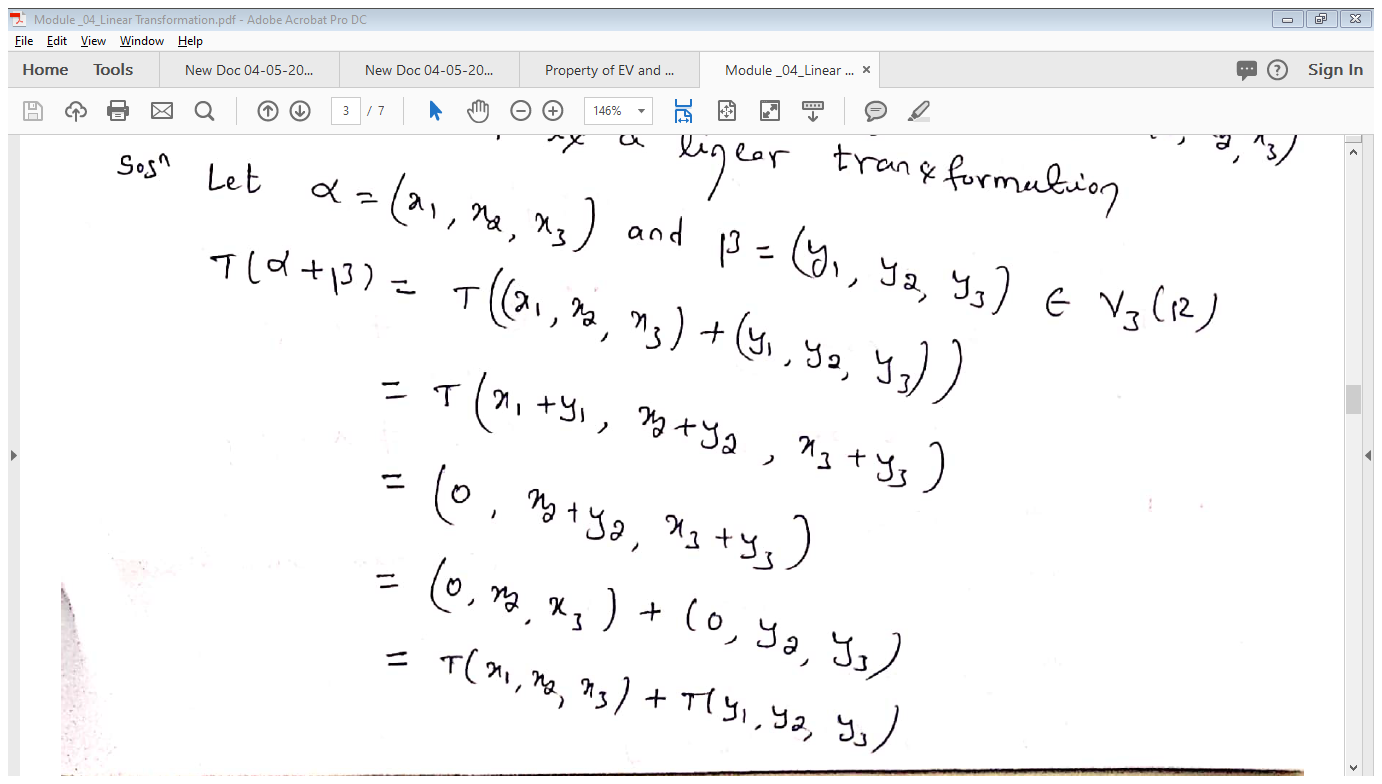 Module _04_Linear Transformation.pdf - Adobe Acrobat Pro DC
File Edit View Window Help
Home Tools New Doc 04-05-20... New Doc 04-05-20... Property of EV and ... Module _04_Linear ... × Sign In
3 / 7 146%
a linear transformation
Let α = (x₁, x₂, x₃) and β = (y₁, y₂, y₃) ∈ V₃(R)
T(α+β) = T((x₁, x₂, x₃) + (y₁, y₂, y₃))
= T(x₁+y₁, x₂+y₂, x₃+y₃)
= (0, x₂+y₂, x₃+y₃)
= (0, x₂, x₃) + (0, y₂, y₃)
= T(x₁, x₂, x₃) + T(y₁, y₂, y₃)